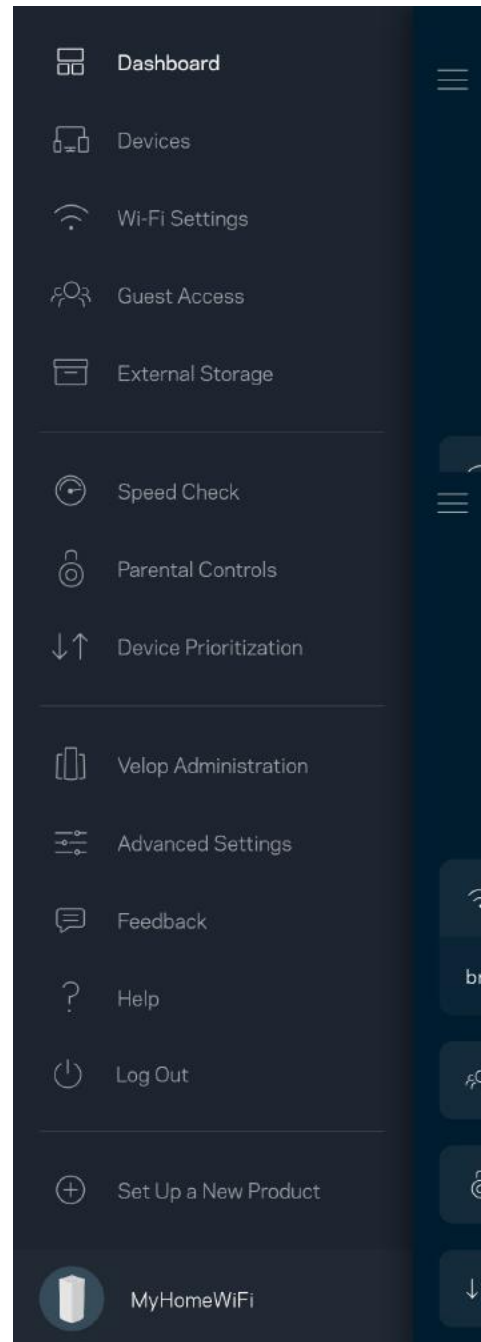 Dashboard
Devices
Wi-Fi Settings
Guest Access
External Storage
Speed Check
Parental Controls
Device Prioritization
Velop Administration
Advanced Settings
Feedback
br
Help
Log Out
Set Up a New Product
MyHomeWiFi